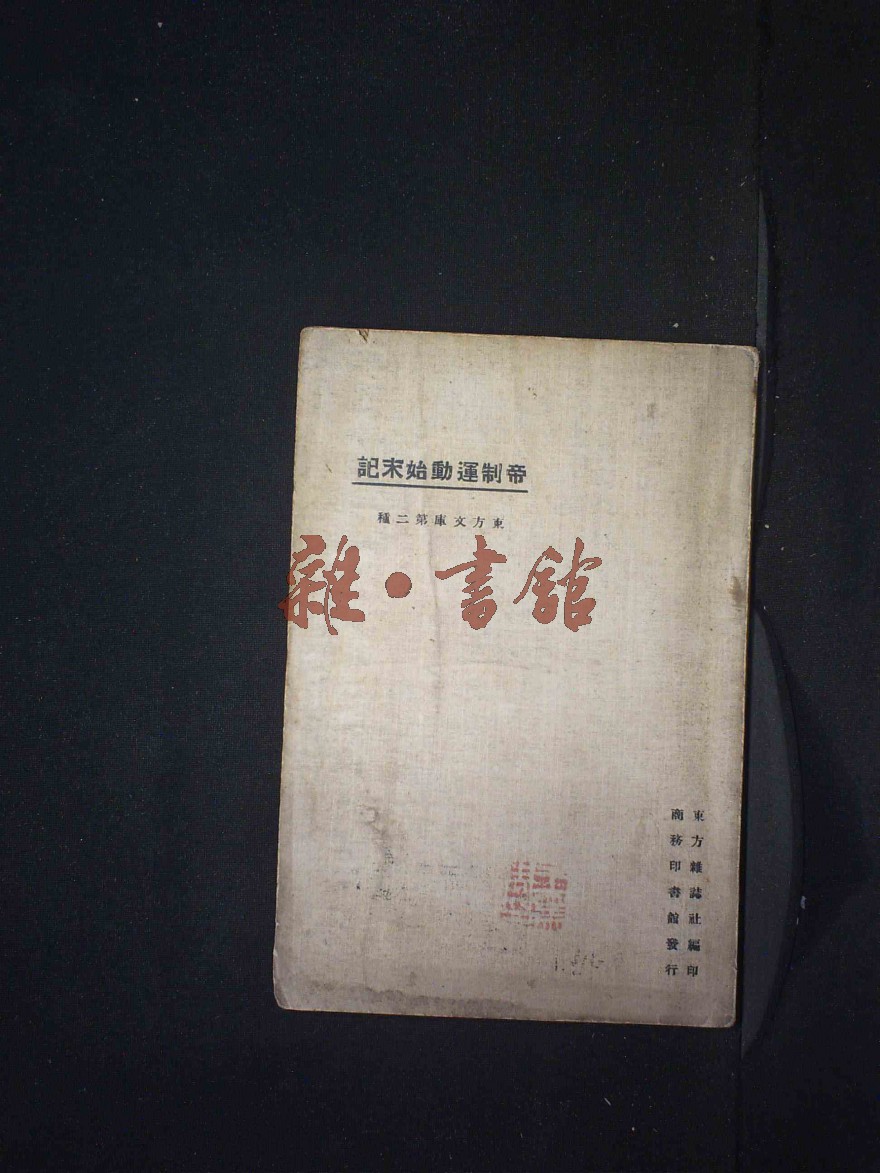 帝制運動始末記
東方文庫第二種
雜·書館
東方雜誌社編印
商務印書館發行